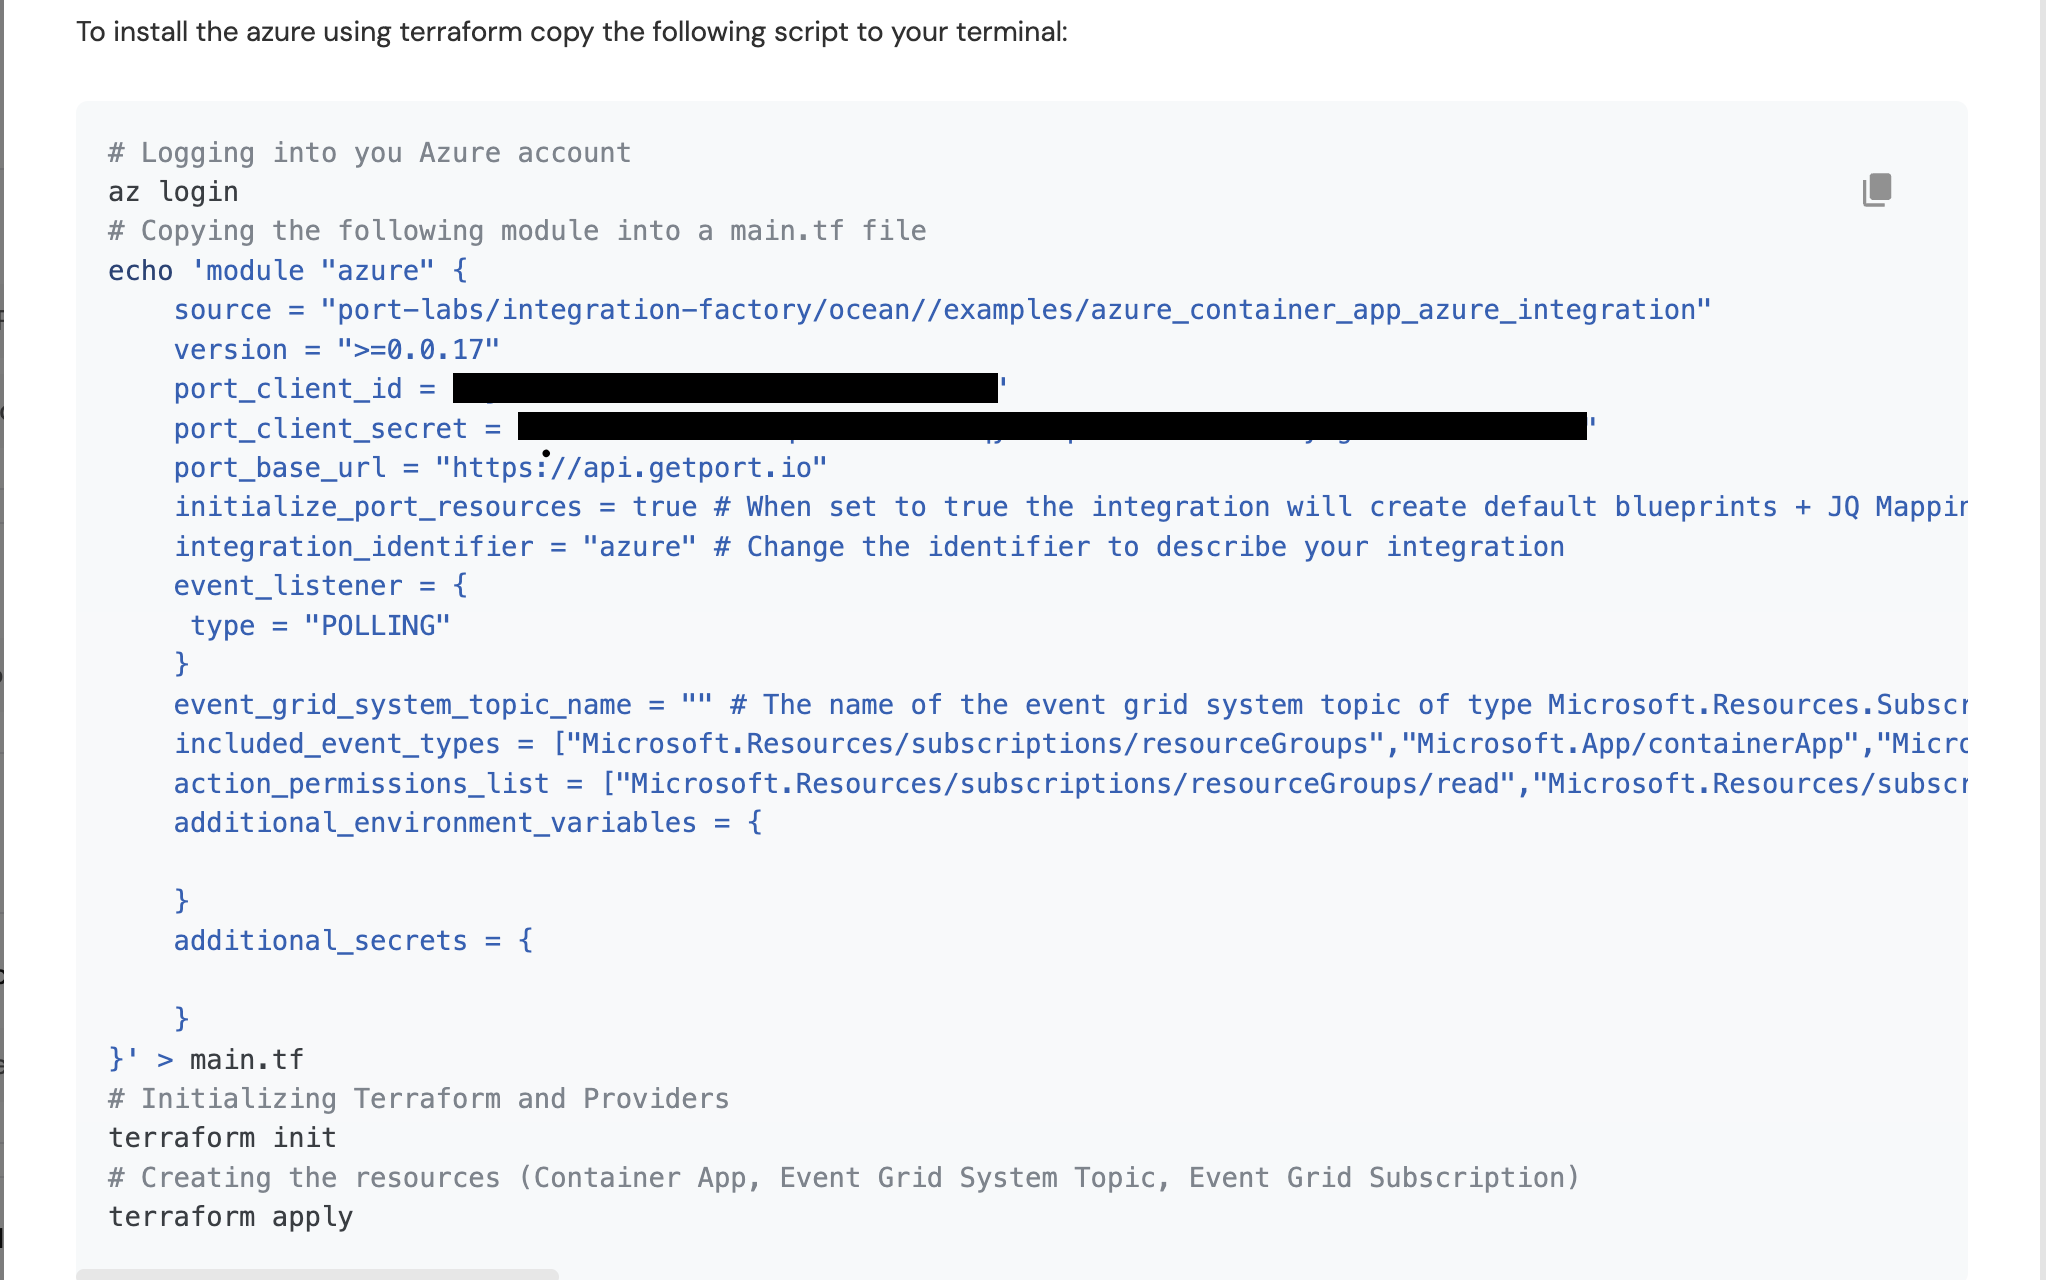 To install the azure using terraform copy the following script to your terminal:
# Logging into you Azure account
az login
# Copying the following module into a main.tf file
echo 'module "azure" {
source = "port-labs/integration-factory/ocean//examples/azure_container_app_azure_integration"
version = ">=0.0.17"
port_client_id = '
port_client_secret = '
port_base_url = "https://api.getport.io"
initialize_port_resources = true # When set to true the integration will create default blueprints + JQ Mappin
integration_identifier = "azure" # Change the identifier to describe your integration
event_listener = {
type = "POLLING"
}
event_grid_system_topic_name = "" # The name of the event grid system topic of type Microsoft.Resources.Subscr
included_event_types = ["Microsoft.Resources/subscriptions/resourceGroups","Microsoft.App/containerApp","Micro
action_permissions_list = ["Microsoft.Resources/subscriptions/resourceGroups/read","Microsoft.Resources/subscr
additional_environment_variables = {
}
additional_secrets = {
}
}' > main.tf
# Initializing Terraform and Providers
terraform init
# Creating the resources (Container App, Event Grid System Topic, Event Grid Subscription)
terraform apply